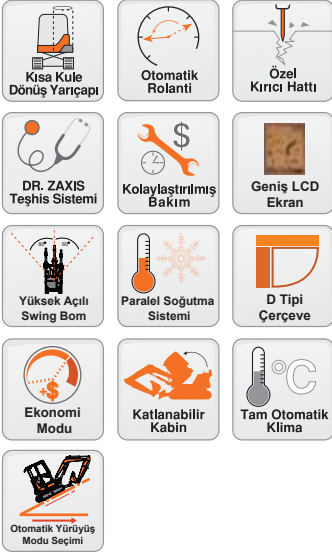 Kısa Kule
Dönüş Yarıçapı
Otomatik
Rolanti
Özel
Kırıcı Hattı
DR. ZAXIS
Teşhis Sistemi
$
Kolaylaştırılmış
Bakım
Geniş LCD
Ekran
80° 60°
Yüksek Açılı
Swing Bom
Paralel Soğutma
Sistemi
D Tipi
Çerçeve
+$
Ekonomi
Modu
Katlanabilir
Kabin
°C
Tam Otomatik
Klima
Otomatik Yürüyüş
Modu Seçimi